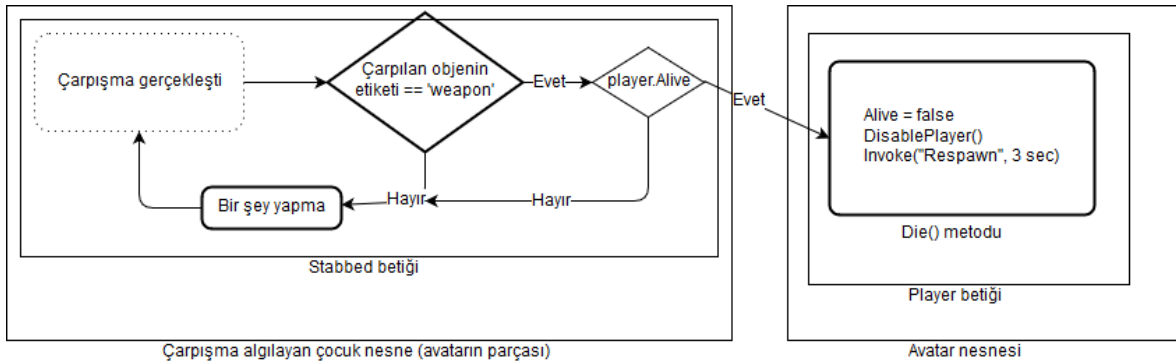 Çarpışma gerçekleşti
Çarpılan objenin
etiketi == 'weapon'
Evet
player.Alive
Evet
Alive = false
DisablePlayer()
Invoke("Respawn", 3 sec)
Bir şey yapma
Hayır
Hayır
Die() metodu
Stabbed betiği
Player betiği
Çarpışma algılayan çocuk nesne (avatarın parçası)
Avatar nesnesi